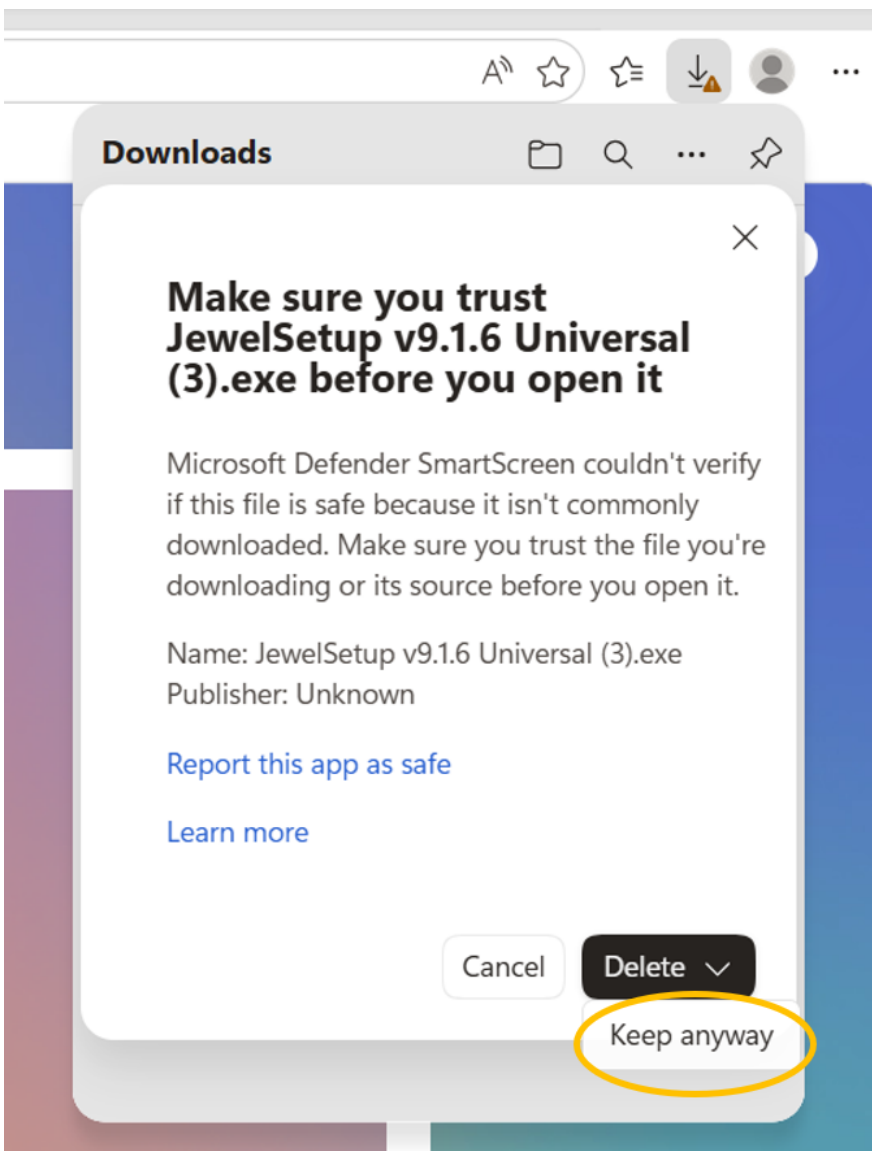 Downloads
Make sure you trust
JewelSetup v9.1.6 Universal
(3).exe before you open it
Microsoft Defender SmartScreen couldn't verify
if this file is safe because it isn't commonly
downloaded. Make sure you trust the file you're
downloading or its source before you open it.
Name: JewelSetup v9.1.6 Universal (3).exe
Publisher: Unknown
Report this app as safe
Learn more
Cancel
Delete
Keep anyway